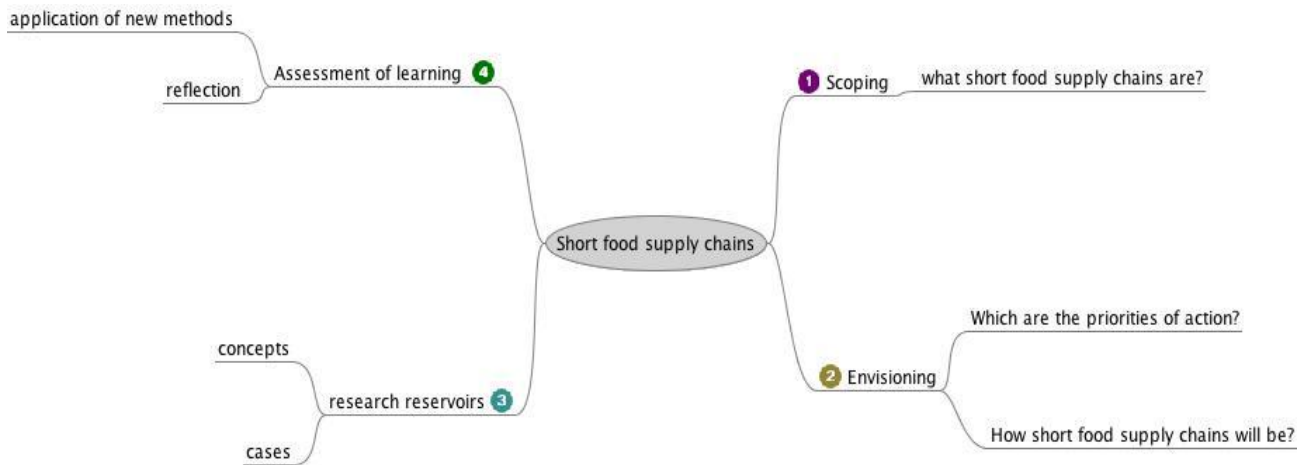 Short food supply chains
1 Scoping
what short food supply chains are?
2 Envisioning
Which are the priorities of action?
How short food supply chains will be?
research reservoirs 3
concepts
cases
Assessment of learning 4
application of new methods
reflection